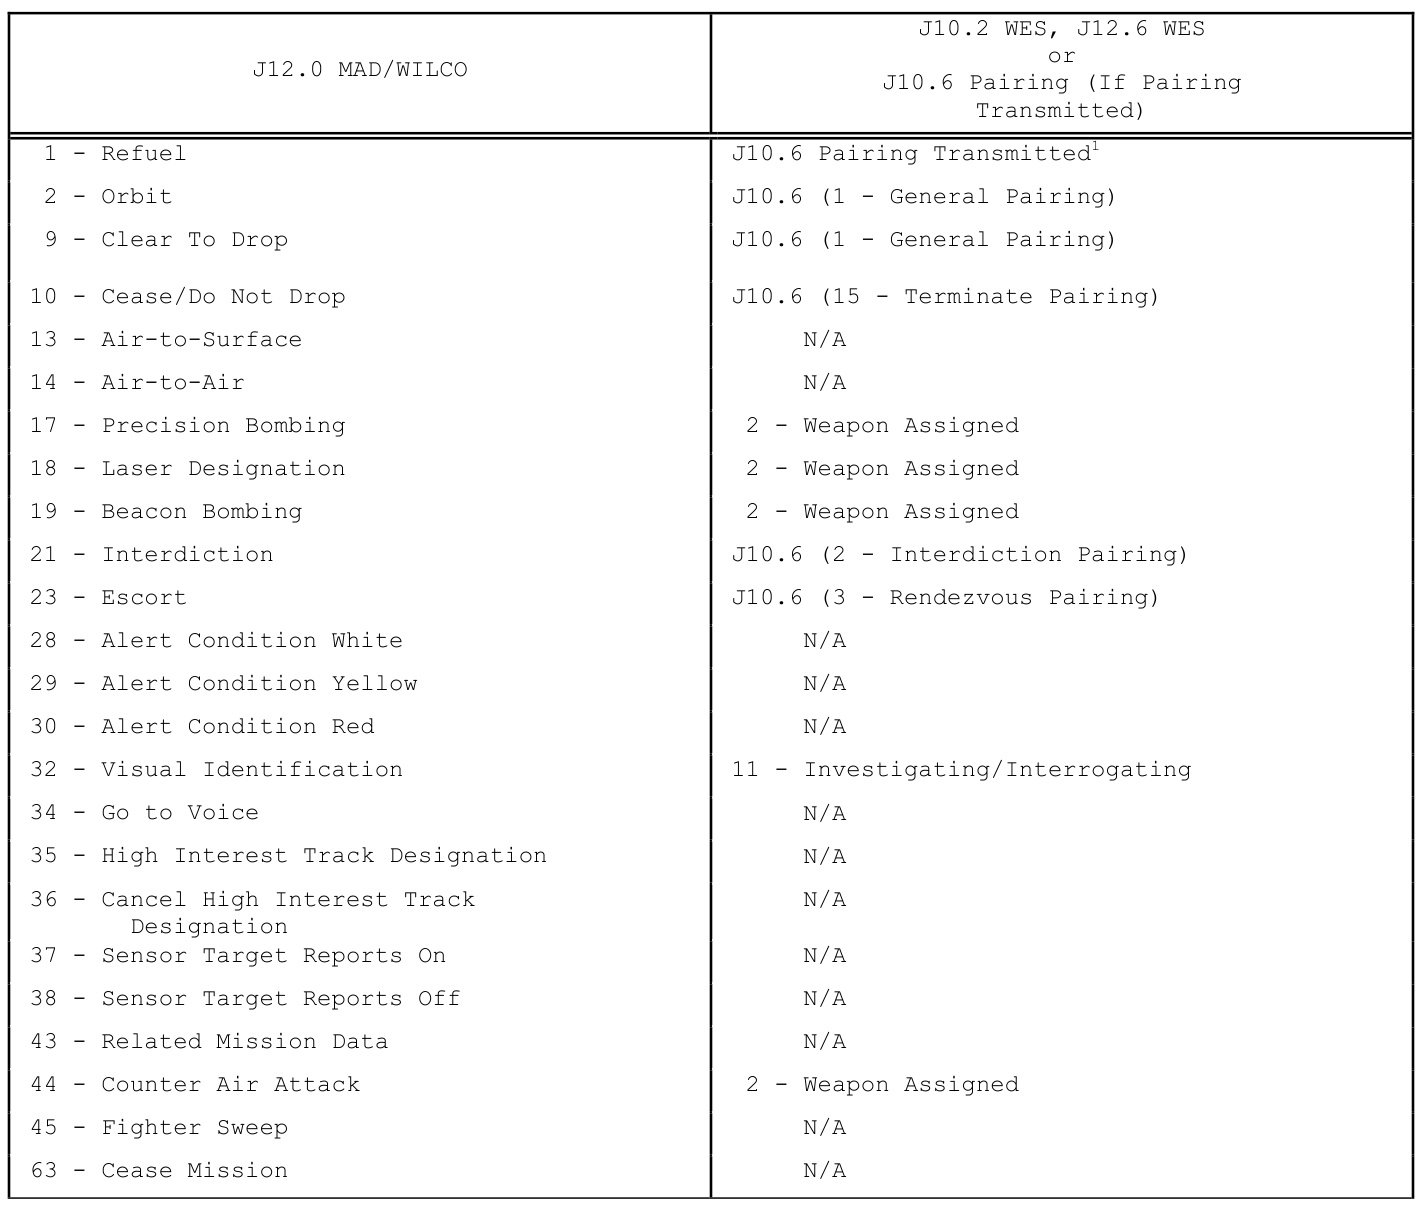 J12.0 MAD/WILCO
J10.2 WES, J12.6 WES
or
J10.6 Pairing (If Pairing
Transmitted)
1 - Refuel J10.6 Pairing Transmitted¹
2 - Orbit J10.6 (1 - General Pairing)
9 - Clear To Drop J10.6 (1 - General Pairing)
10 - Cease/Do Not Drop J10.6 (15 - Terminate Pairing)
13 - Air-to-Surface N/A
14 - Air-to-Air N/A
17 - Precision Bombing 2 - Weapon Assigned
18 - Laser Designation 2 - Weapon Assigned
19 - Beacon Bombing 2 - Weapon Assigned
21 - Interdiction J10.6 (2 - Interdiction Pairing)
23 - Escort J10.6 (3 - Rendezvous Pairing)
28 - Alert Condition White N/A
29 - Alert Condition Yellow N/A
30 - Alert Condition Red N/A
32 - Visual Identification 11 - Investigating/Interrogating
34 - Go to Voice N/A
35 - High Interest Track Designation N/A
36 - Cancel High Interest Track N/A
Designation
37 - Sensor Target Reports On N/A
38 - Sensor Target Reports Off N/A
43 - Related Mission Data N/A
44 - Counter Air Attack 2 - Weapon Assigned
45 - Fighter Sweep N/A
63 - Cease Mission N/A